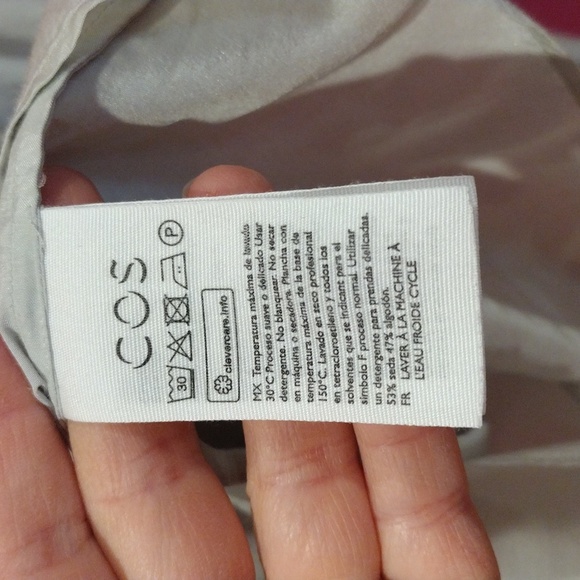 COS
30
P
clevercare.info
MX Temperatura máxima de lavado
30°C Proceso suave o delicado Usar
detergente. No blanquear. No secar
en máquina o secadora. Plancha con
temperatura máxima de la base de
150°C. Lavado en seco profesional
en tetracloroetileno y todos los
solventes que se indicant para el
símbolo F proceso normal. Utilizar
un detergente para prendas delicadas.
53% seda 47% algodón.
FR LAYER À LA MACHINE À
L'EAU FROIDE CYCLE